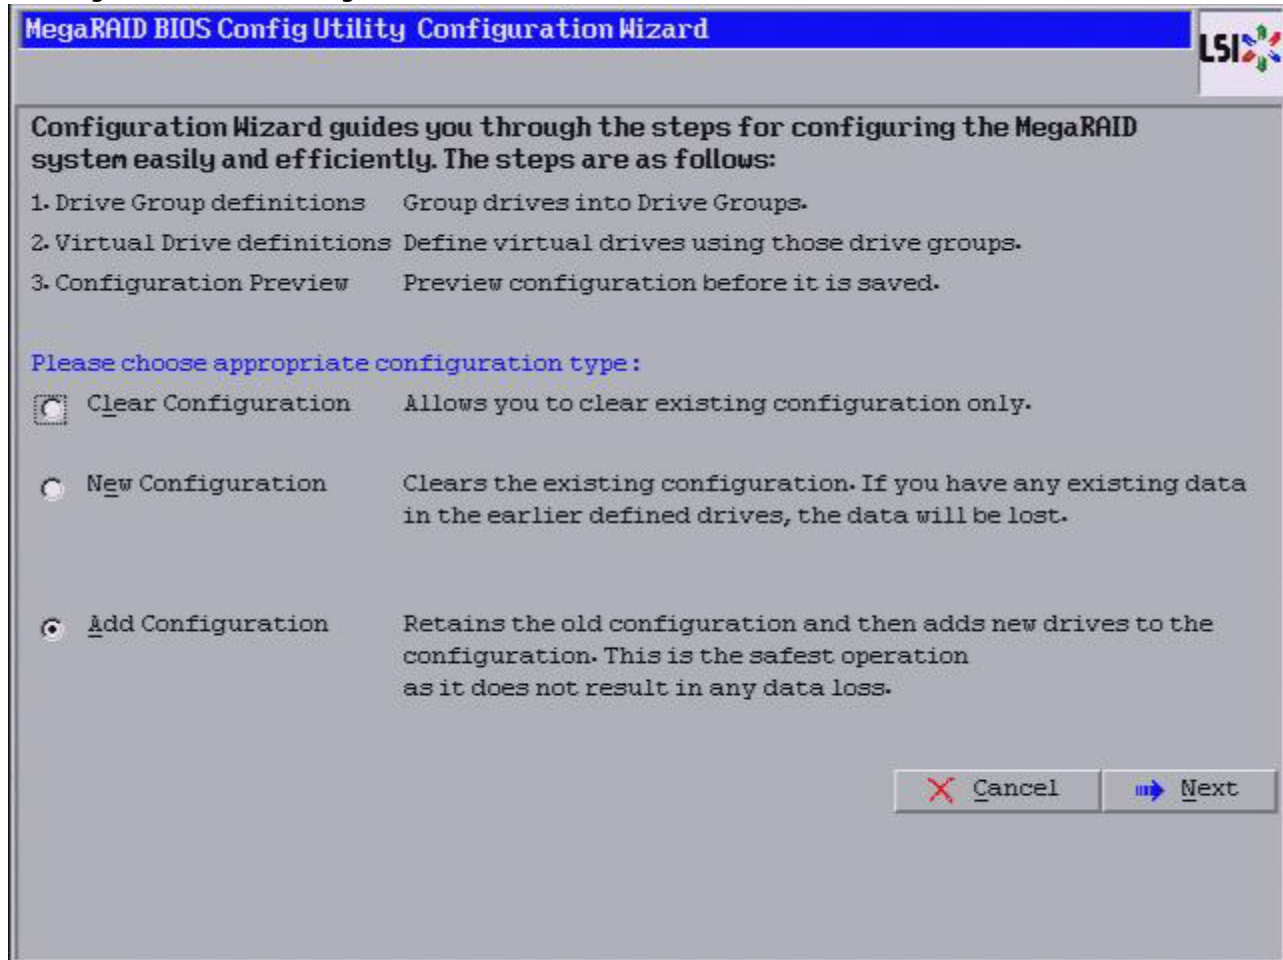 MegaRAID BIOS Config Utility Configuration Wizard
LSI
Configuration Wizard guides you through the steps for configuring the MegaRAID
system easily and efficiently. The steps are as follows:
1. Drive Group definitions Group drives into Drive Groups.
2. Virtual Drive definitions Define virtual drives using those drive groups.
3. Configuration Preview Preview configuration before it is saved.
Please choose appropriate configuration type:
Clear Configuration Allows you to clear existing configuration only.
New Configuration Clears the existing configuration. If you have any existing data
in the earlier defined drives, the data will be lost.
Add Configuration Retains the old configuration and then adds new drives to the
configuration. This is the safest operation
as it does not result in any data loss.
Cancel Next